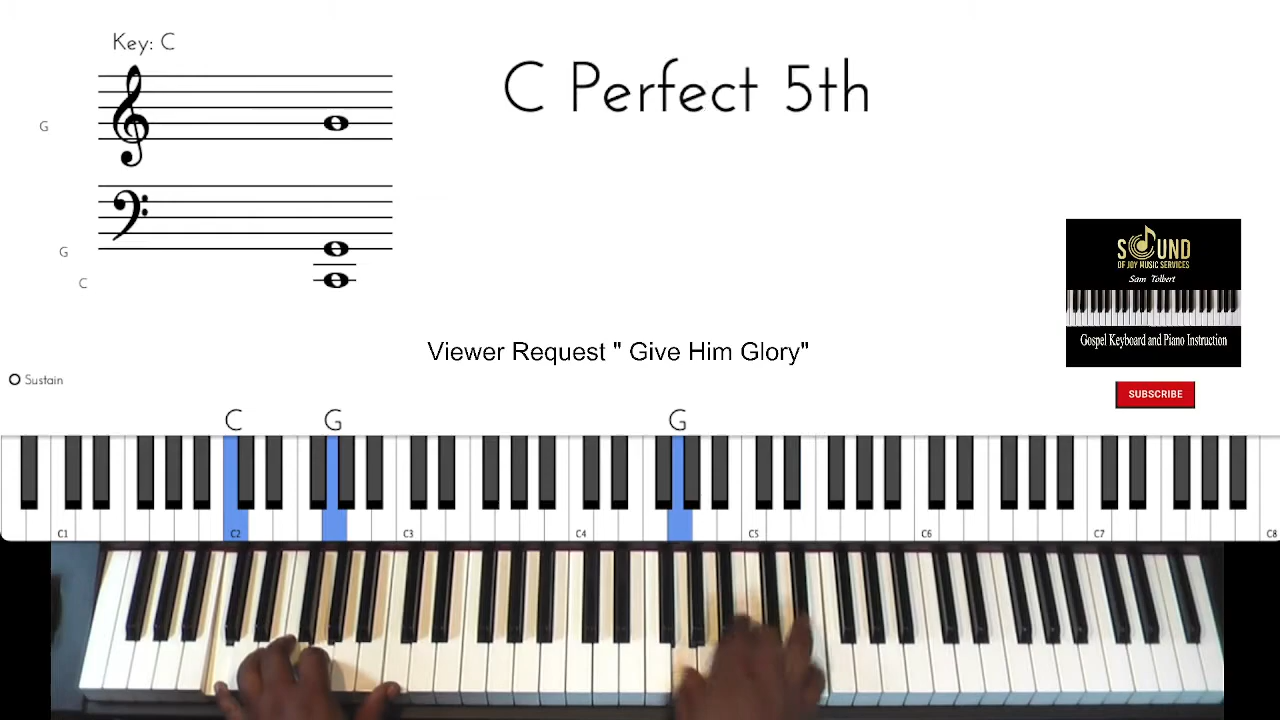 Key: C
C Perfect 5th
G
G
C
SOUND
OF JOY MUSIC SERVICES
Sam Tolbert
Gospel Keyboard and Piano Instruction
Viewer Request " Give Him Glory"
Sustain
SUBSCRIBE
C G G
C1 C2 C3 C4 C5 C6 C7 C8